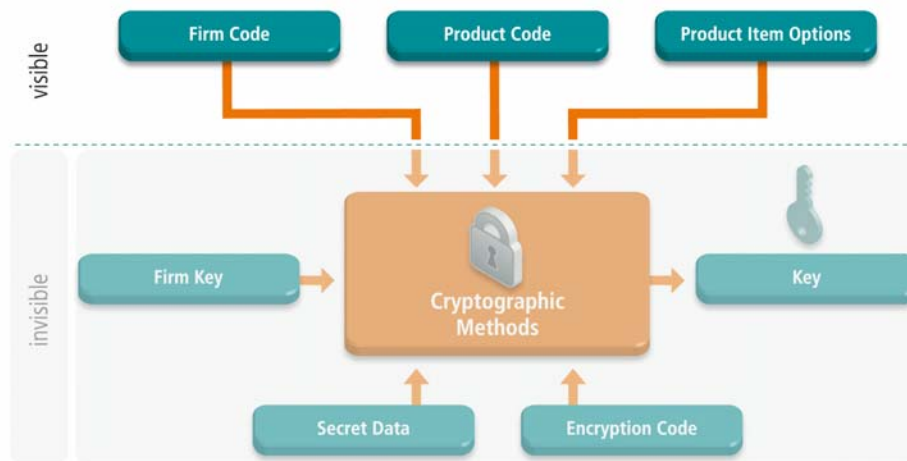 visible
Firm Code
Product Code
Product Item Options
invisible
Firm Key
Cryptographic
Methods
Key
Secret Data
Encryption Code